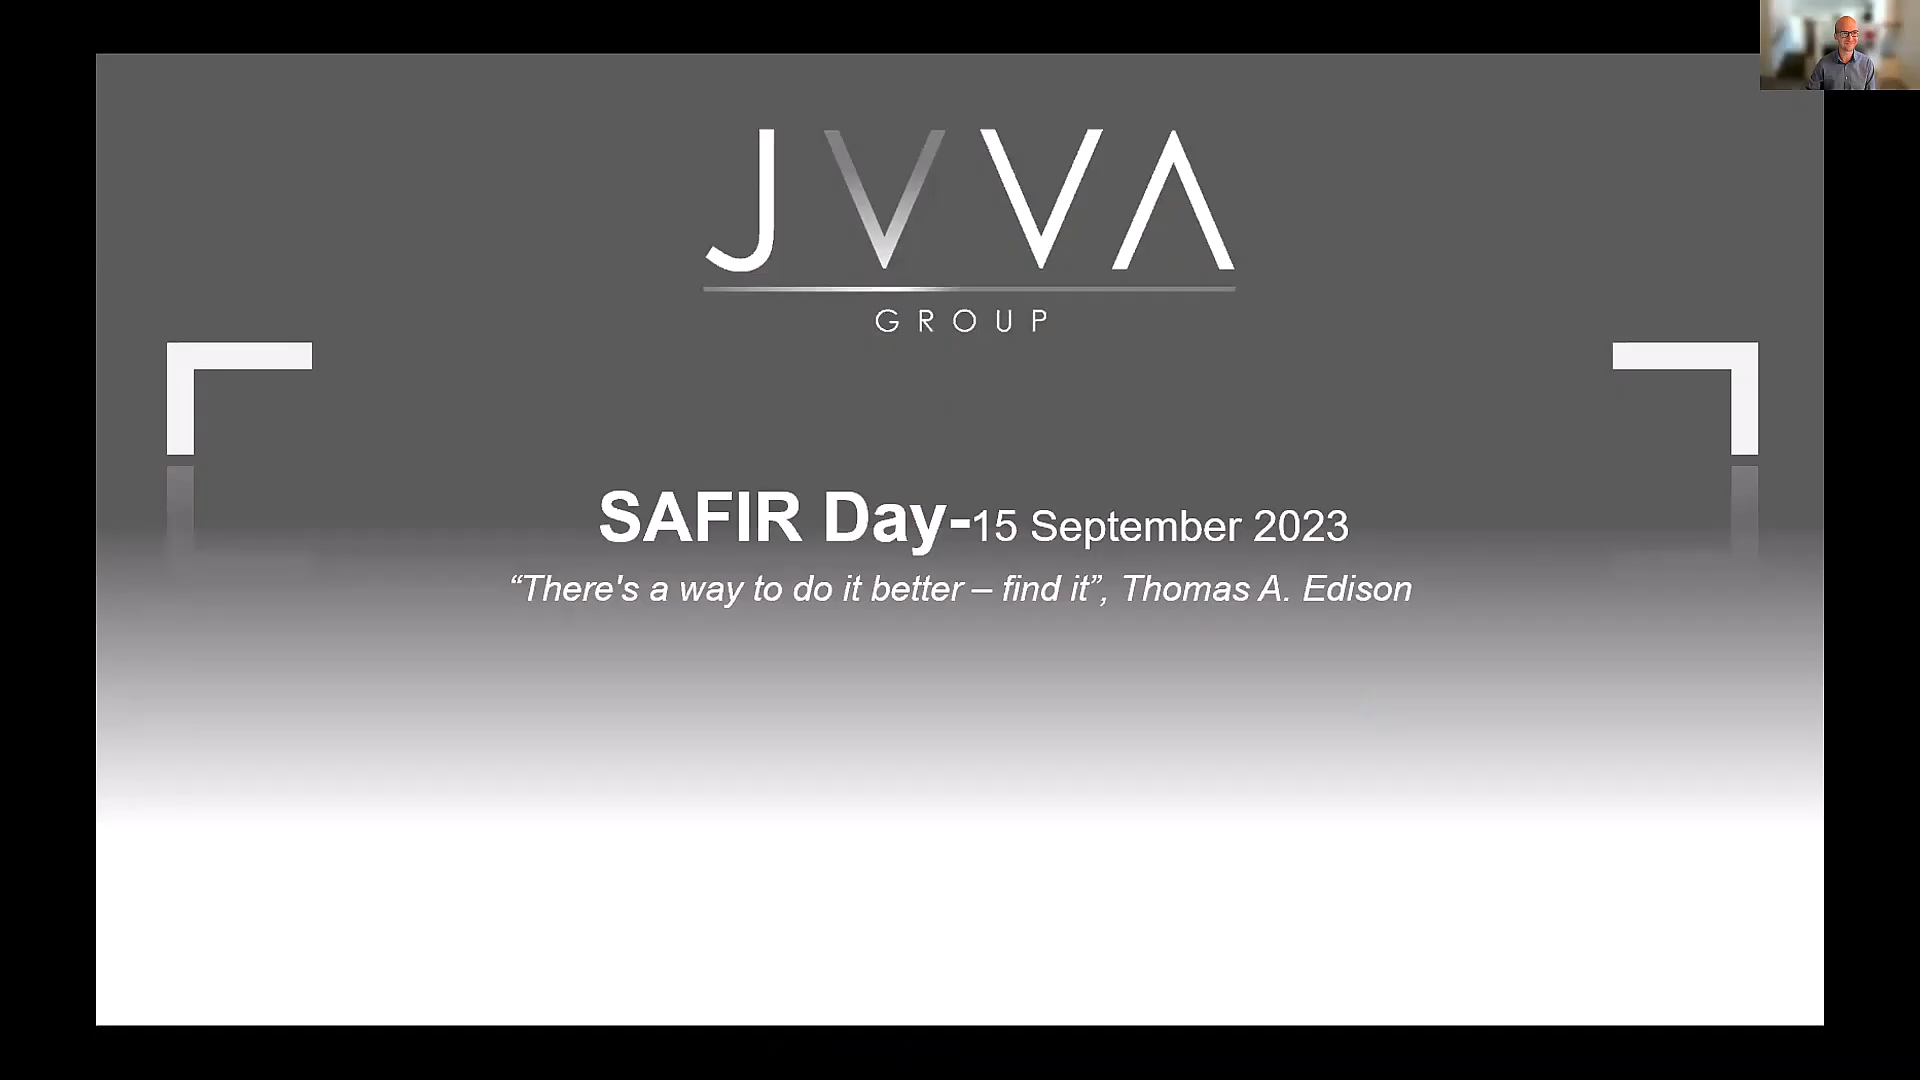 JVVA
GROUP
SAFIR Day-15 September 2023
“There's a way to do it better – find it”, Thomas A. Edison